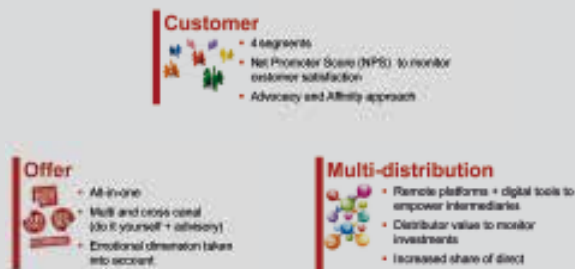 Customer
4 segments
Net Promoter Score (NPS) to monitor
customer satisfaction
Advocacy and Affinity approach
Offer
All-in-one
Multi and cross canal
(do it yourself + advisory)
Emotional dimension taken
into account
Multi-distribution
Remote platforms + digital tools to
empower intermediaries
Distributor value to monitor
investments
Increased share of direct